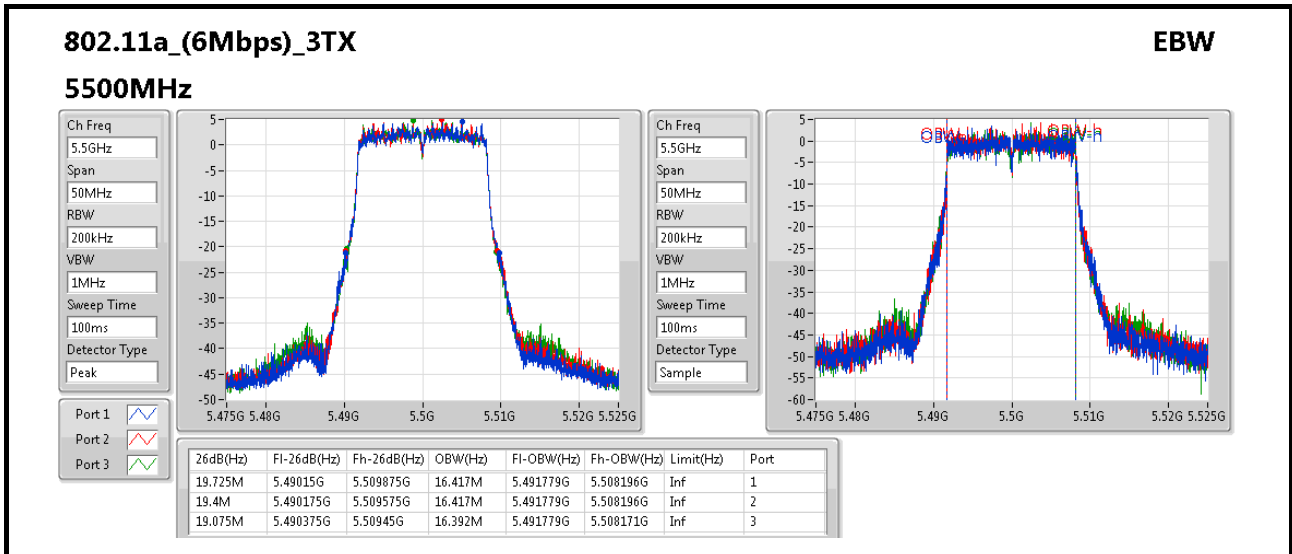 802.11a_(6Mbps)_3TX EBW
5500MHz
Ch Freq
5.5GHz
Span
50MHz
RBW
200kHz
VBW
1MHz
Sweep Time
100ms
Detector Type
Peak
Port 1
Port 2
Port 3
5
0
-5
-10
-15
-20
-25
-30
-35
-40
-45
-50
5.475G 5.48G 5.49G 5.5G 5.51G 5.52G 5.525G
Ch Freq
5.5GHz
Span
50MHz
RBW
200kHz
VBW
1MHz
Sweep Time
100ms
Detector Type
Sample
5
0
-5
-10
-15
-20
-25
-30
-35
-40
-45
-50
-55
-60
5.475G 5.48G 5.49G 5.5G 5.51G 5.52G 5.525G
26dB(Hz) Fl-26dB(Hz) Fh-26dB(Hz) OBW(Hz) Fl-OBW(Hz) Fh-OBW(Hz) Limit(Hz) Port
19.725M 5.49015G 5.509875G 16.417M 5.491779G 5.508196G Inf 1
19.4M 5.490175G 5.509575G 16.417M 5.491779G 5.508196G Inf 2
19.075M 5.490375G 5.50945G 16.392M 5.491779G 5.508171G Inf 3